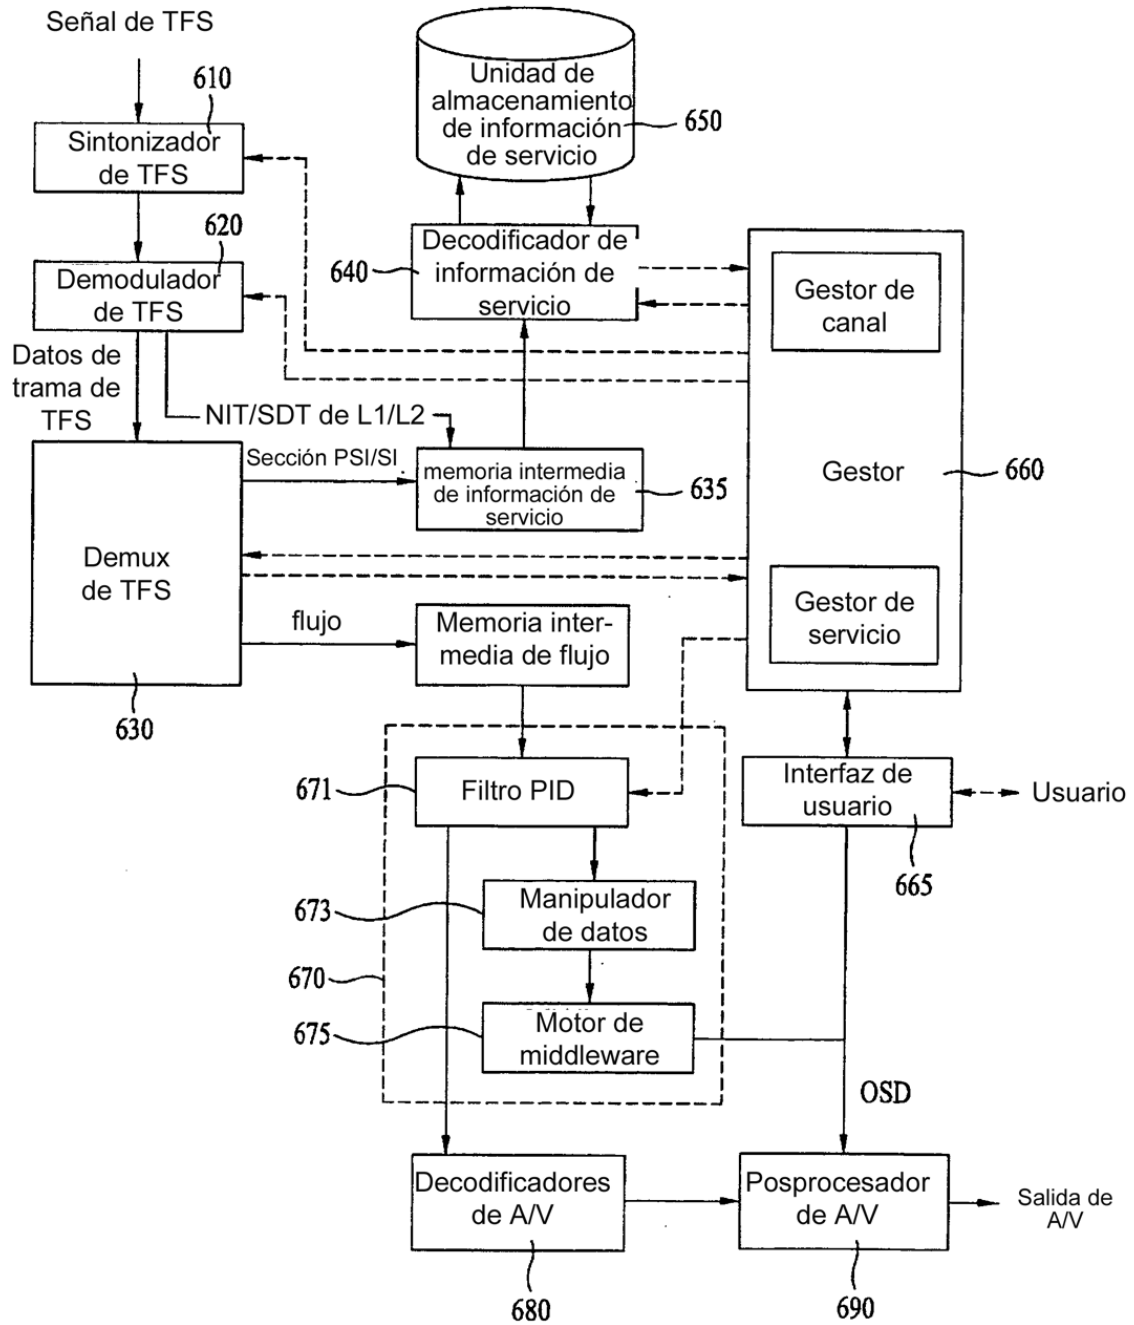 Señal de TFS
610
Sintonizador
de TFS
620
Demodulador
de TFS
Datos de
trama de
TFS
NIT/SDT de L1/L2
Unidad de
almacenamiento
de información
de servicio
650
Decodificador de
información de
servicio
640
Gestor de
canal
Gestor
660
Gestor de
servicio
Sección PSI/SI
memoria intermedia
de información de
servicio
635
Demux
de TFS
630
flujo
Memoria inter-
media de flujo
671
Filtro PID
673
Manipulador
de datos
670
675
Motor de
middleware
Interfaz de
usuario
665
Usuario
OSD
Decodificadores
de A/V
680
Posprocesador
de A/V
690
Salida de
A/V